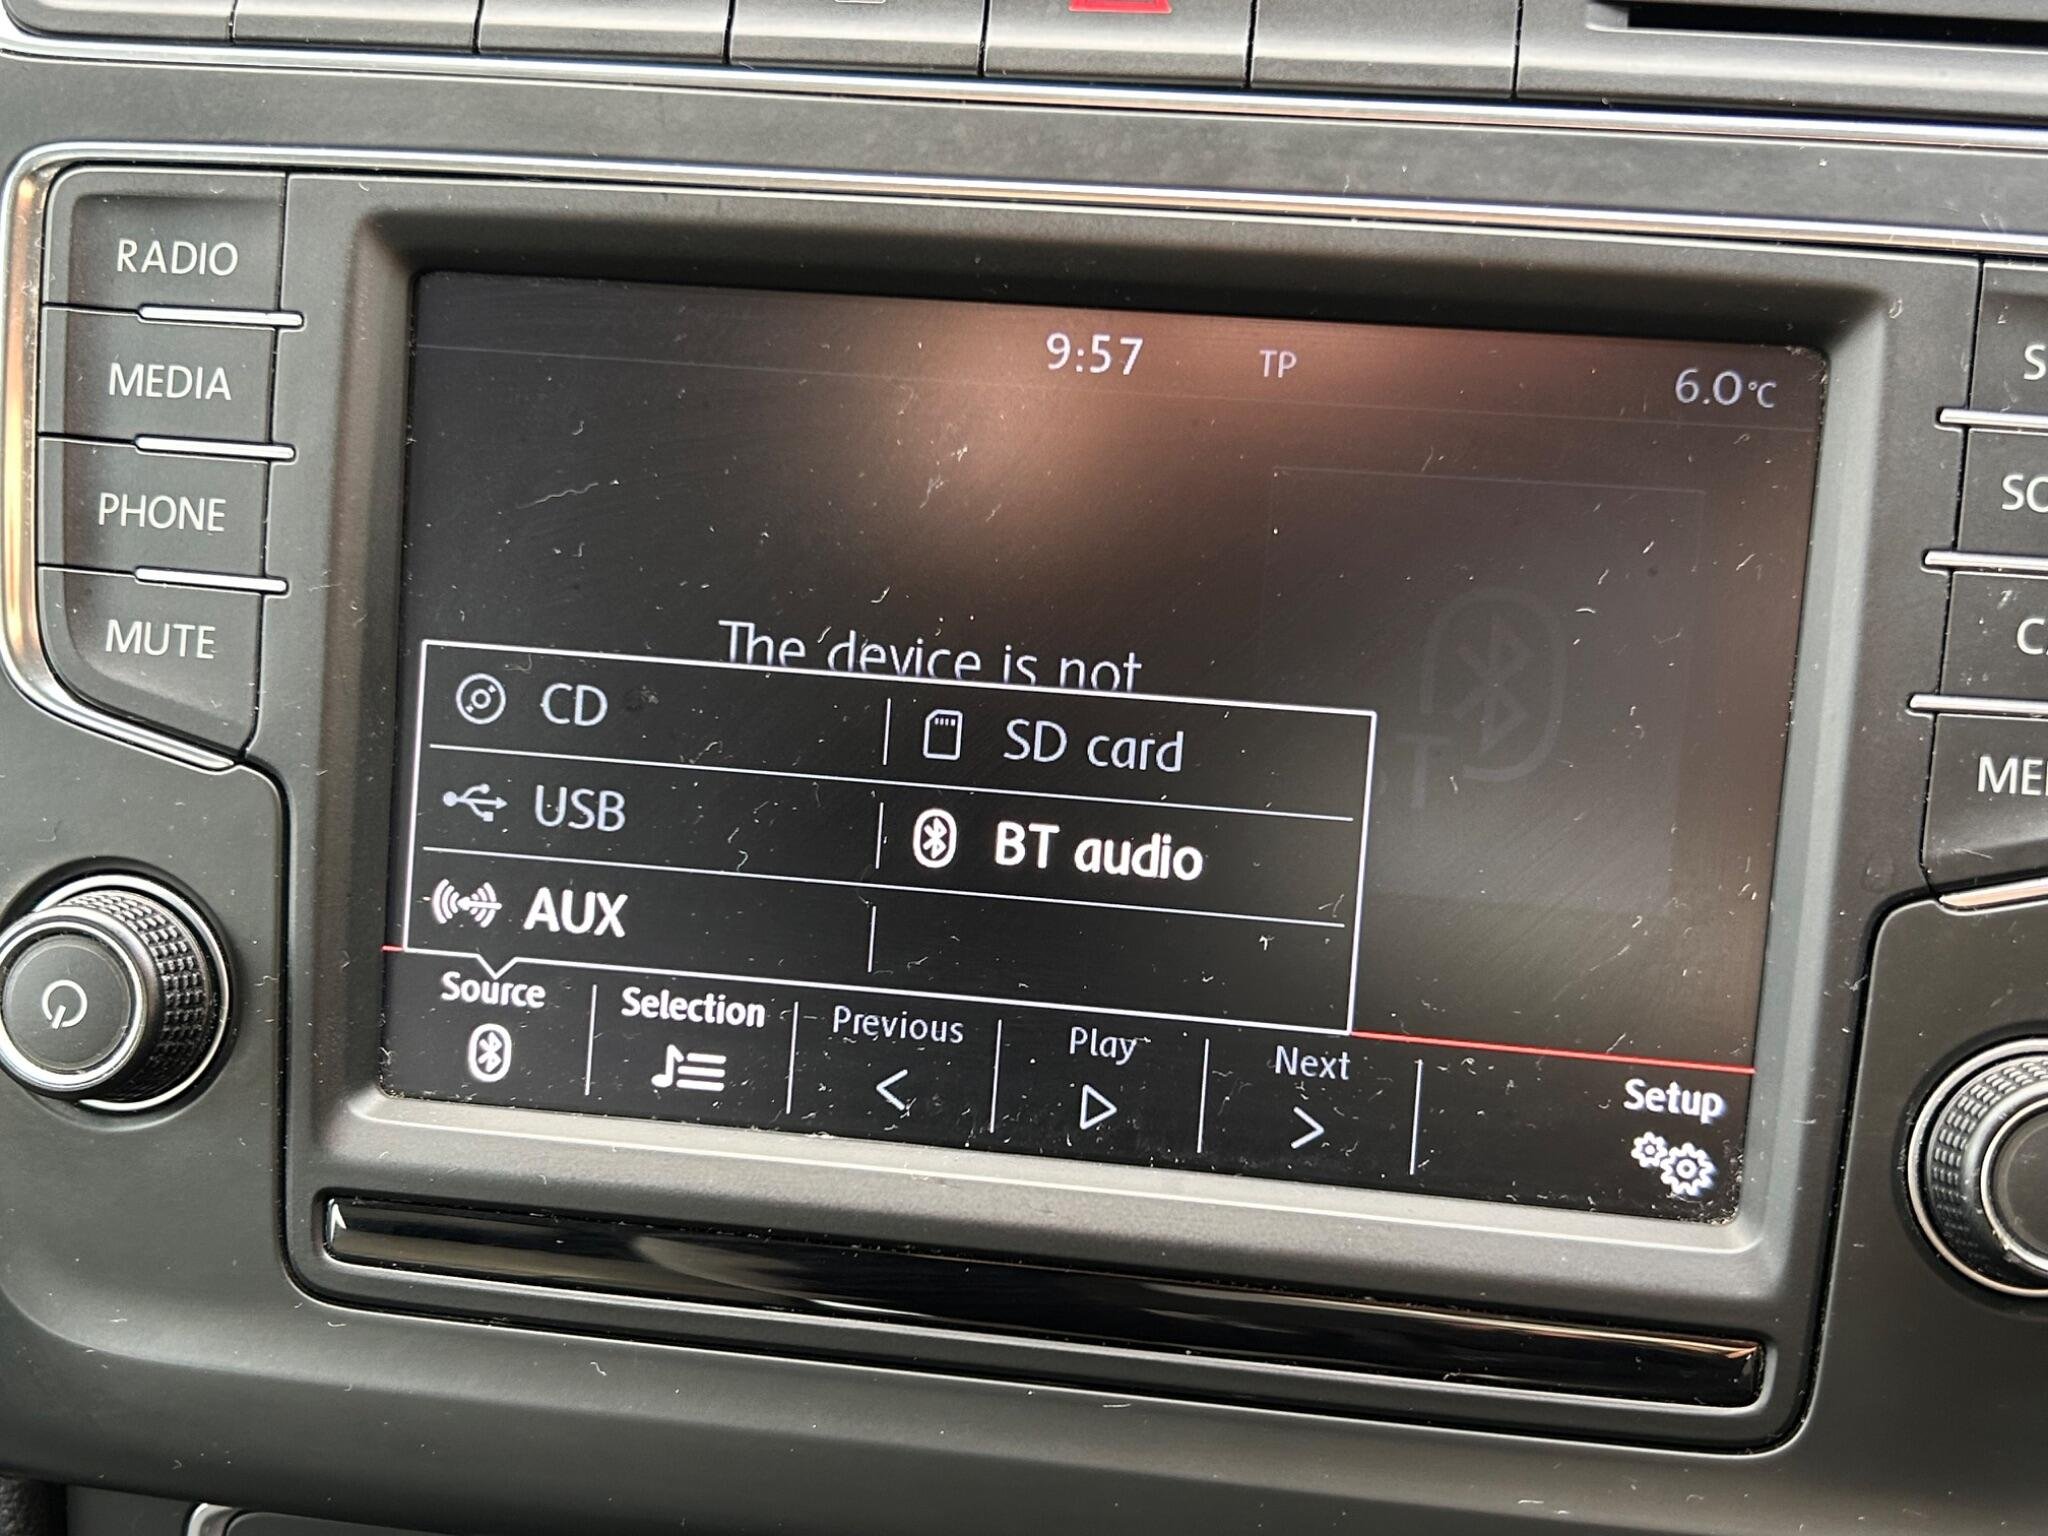 RADIO
MEDIA
PHONE
MUTE
9:57 TP 6.0°C
The device is not
CD
SD card
USB
BT audio
AUX
Source
Selection
Previous
Play
Next
Setup